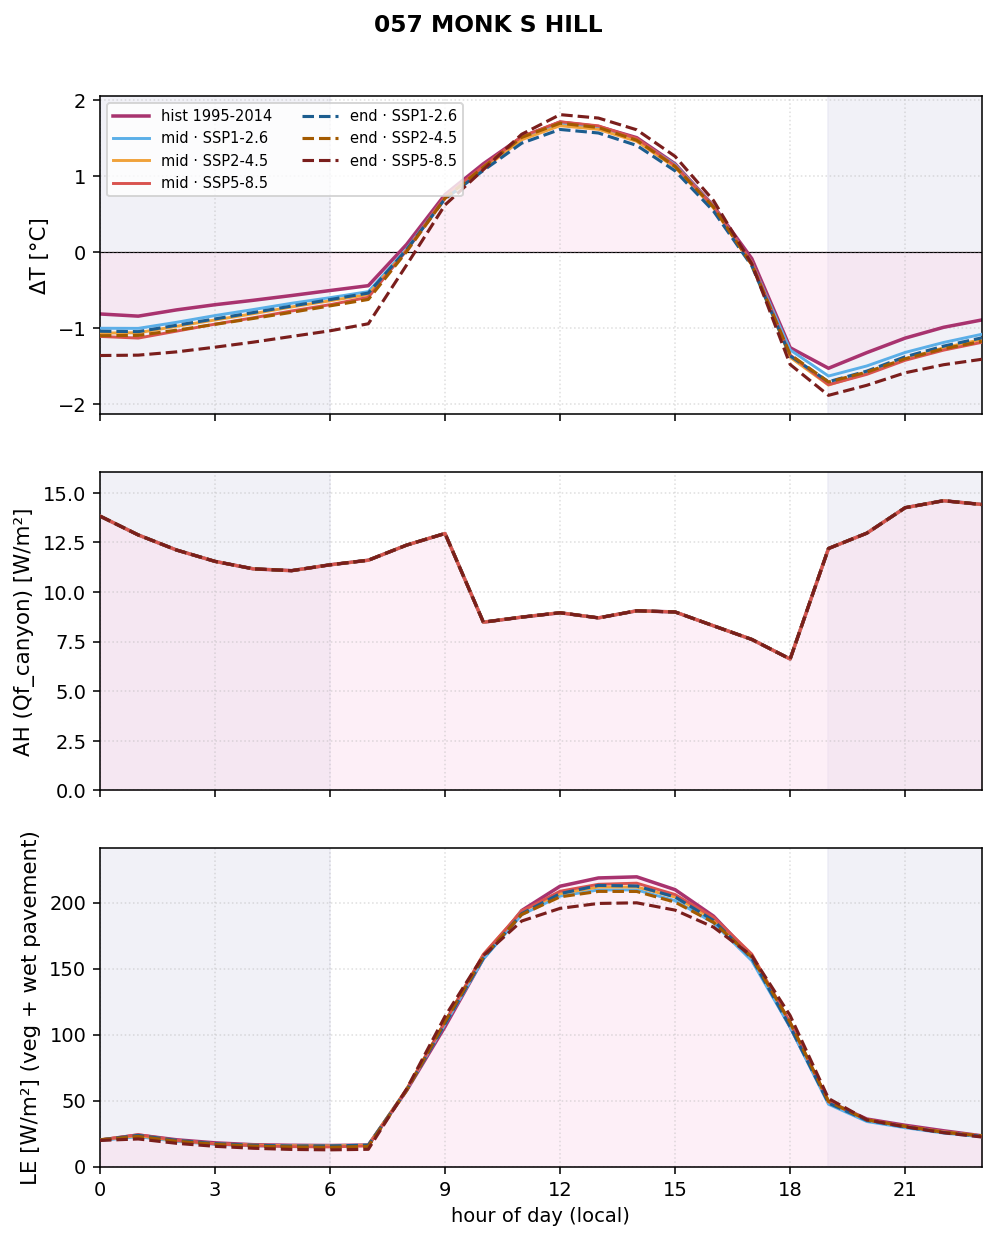 057 MONK S HILL
2
1
0
−1
−2
ΔT [°C]
hist 1995-2014
mid · SSP1-2.6
mid · SSP2-4.5
mid · SSP5-8.5
end · SSP1-2.6
end · SSP2-4.5
end · SSP5-8.5
15.0
12.5
10.0
7.5
5.0
2.5
0.0
AH (Qf_canyon) [W/m²]
200
150
100
50
0
LE [W/m²] (veg + wet pavement)
0 3 6 9 12 15 18 21
hour of day (local)